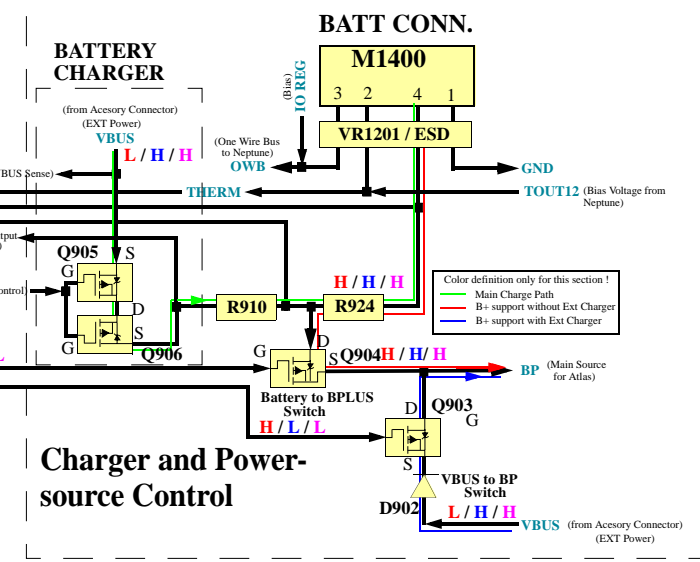 BATT CONN.
BATTERY
CHARGER
M1400
3 2 4 1
(Bias)
IO REG
VR1201 / ESD
(from Acesory Connector)
(EXT Power)
VBUS
L / H / H
(One Wire Bus
to Neptune)
OWB
GND
BUS Sense)
THERM
TOUT12 (Bias Voltage from
Neptune)
tput
)
Q905
S
G
D
ontrol)
S
G
Q906
R910
H / H / H
R924
Color definition only for this section !
Main Charge Path
B+ support without Ext Charger
B+ support with Ext Charger
L
G
D
S
Q904
H / H/ H
BP (Main Source
for Atlas)
Battery to BPLUS
Switch
H / L / L
D
Q903
G
S
Charger and Power-
source Control
VBUS to BP
Switch
D902
L / H / H
VBUS (from Acesory Connector)
(EXT Power)